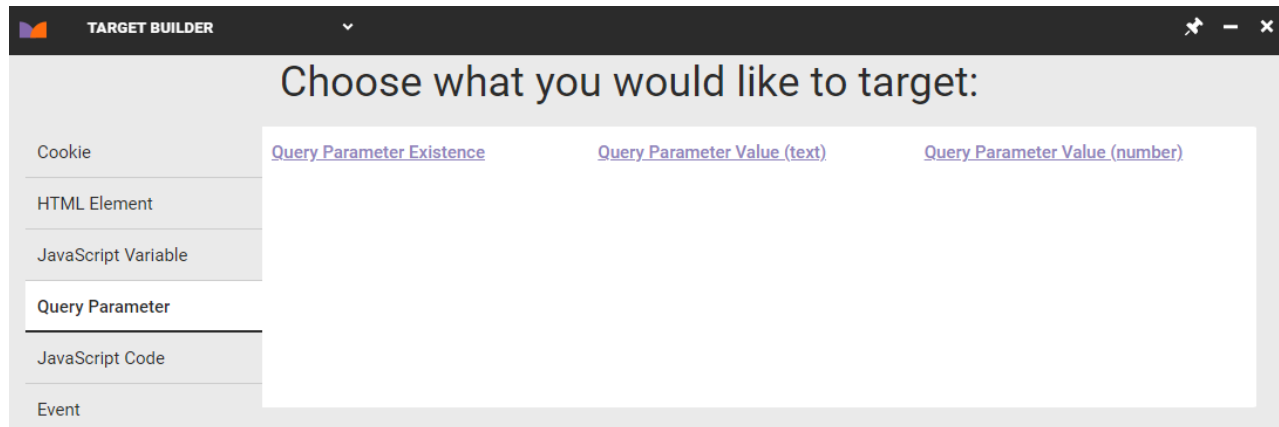 TARGET BUILDER
Choose what you would like to target:
Cookie
HTML Element
JavaScript Variable
Query Parameter
JavaScript Code
Event
Query Parameter Existence
Query Parameter Value (text)
Query Parameter Value (number)